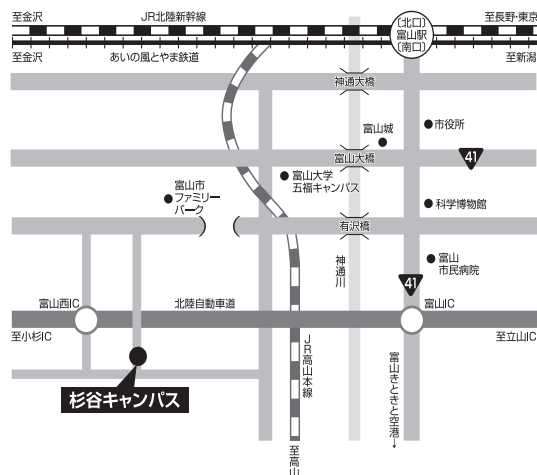 至金沢
JR北陸新幹線
至長野・東京
〔北口〕
富山駅
〔南口〕
至金沢
あいの風とやま鉄道
至新潟
神通大橋
富山城
市役所
富山大橋
41
富山大学
五福キャンパス
富山市
ファミリー
パーク
科学博物館
有沢橋
神通川
富山
市民病院
41
富山西IC
北陸自動車道
富山IC
至小杉IC
至立山IC
JR高山本線
富山きときと空港→
杉谷キャンパス
至高山